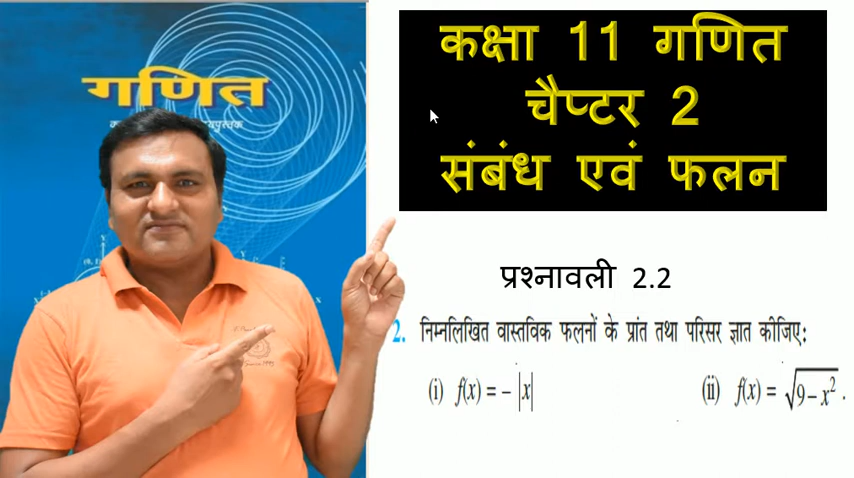 गणित
कक्षा 11 गणित
चैप्टर 2
संबंध एवं फलन
प्रश्नावली 2.2
2. निम्नलिखित वास्तविक फलनों के प्रांत तथा परिसर ज्ञात कीजिए:
(i) f(x) = – |x| (ii) f(x) = √9 – x².